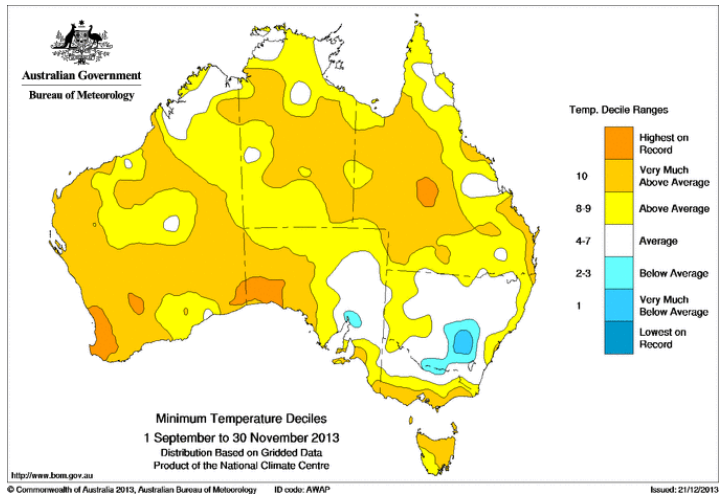 Australian Government
Bureau of Meteorology
Temp. Decile Ranges
Highest on
Record
10
Very Much
Above Average
8-9
Above Average
4-7
Average
2-3
Below Average
1
Very Much
Below Average
Lowest on
Record
Minimum Temperature Deciles
1 September to 30 November 2013
Distribution Based on Gridded Data
Product of the National Climate Centre
http://www.bom.gov.au
© Commonwealth of Australia 2013, Australian Bureau of Meteorology ID code: AWAP Issued: 21/12/2013